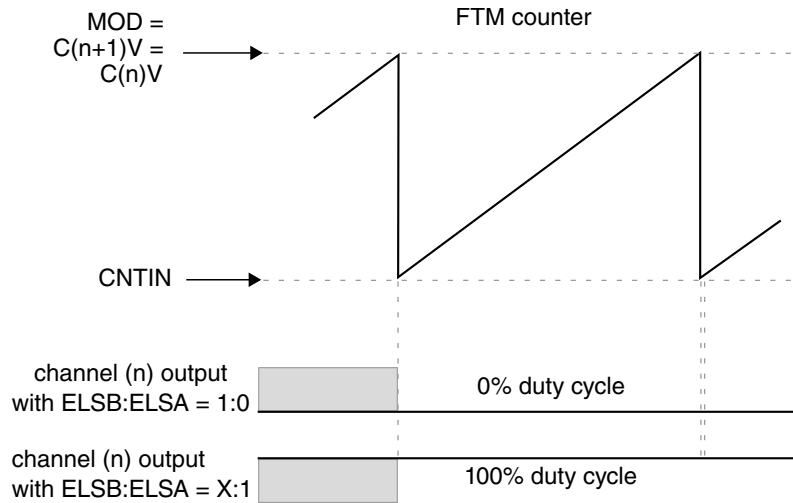 FTM counter
MOD =
C(n+1)V =
C(n)V
CNTIN
channel (n) output
with ELSB:ELSA = 1:0
0% duty cycle
channel (n) output
with ELSB:ELSA = X:1
100% duty cycle